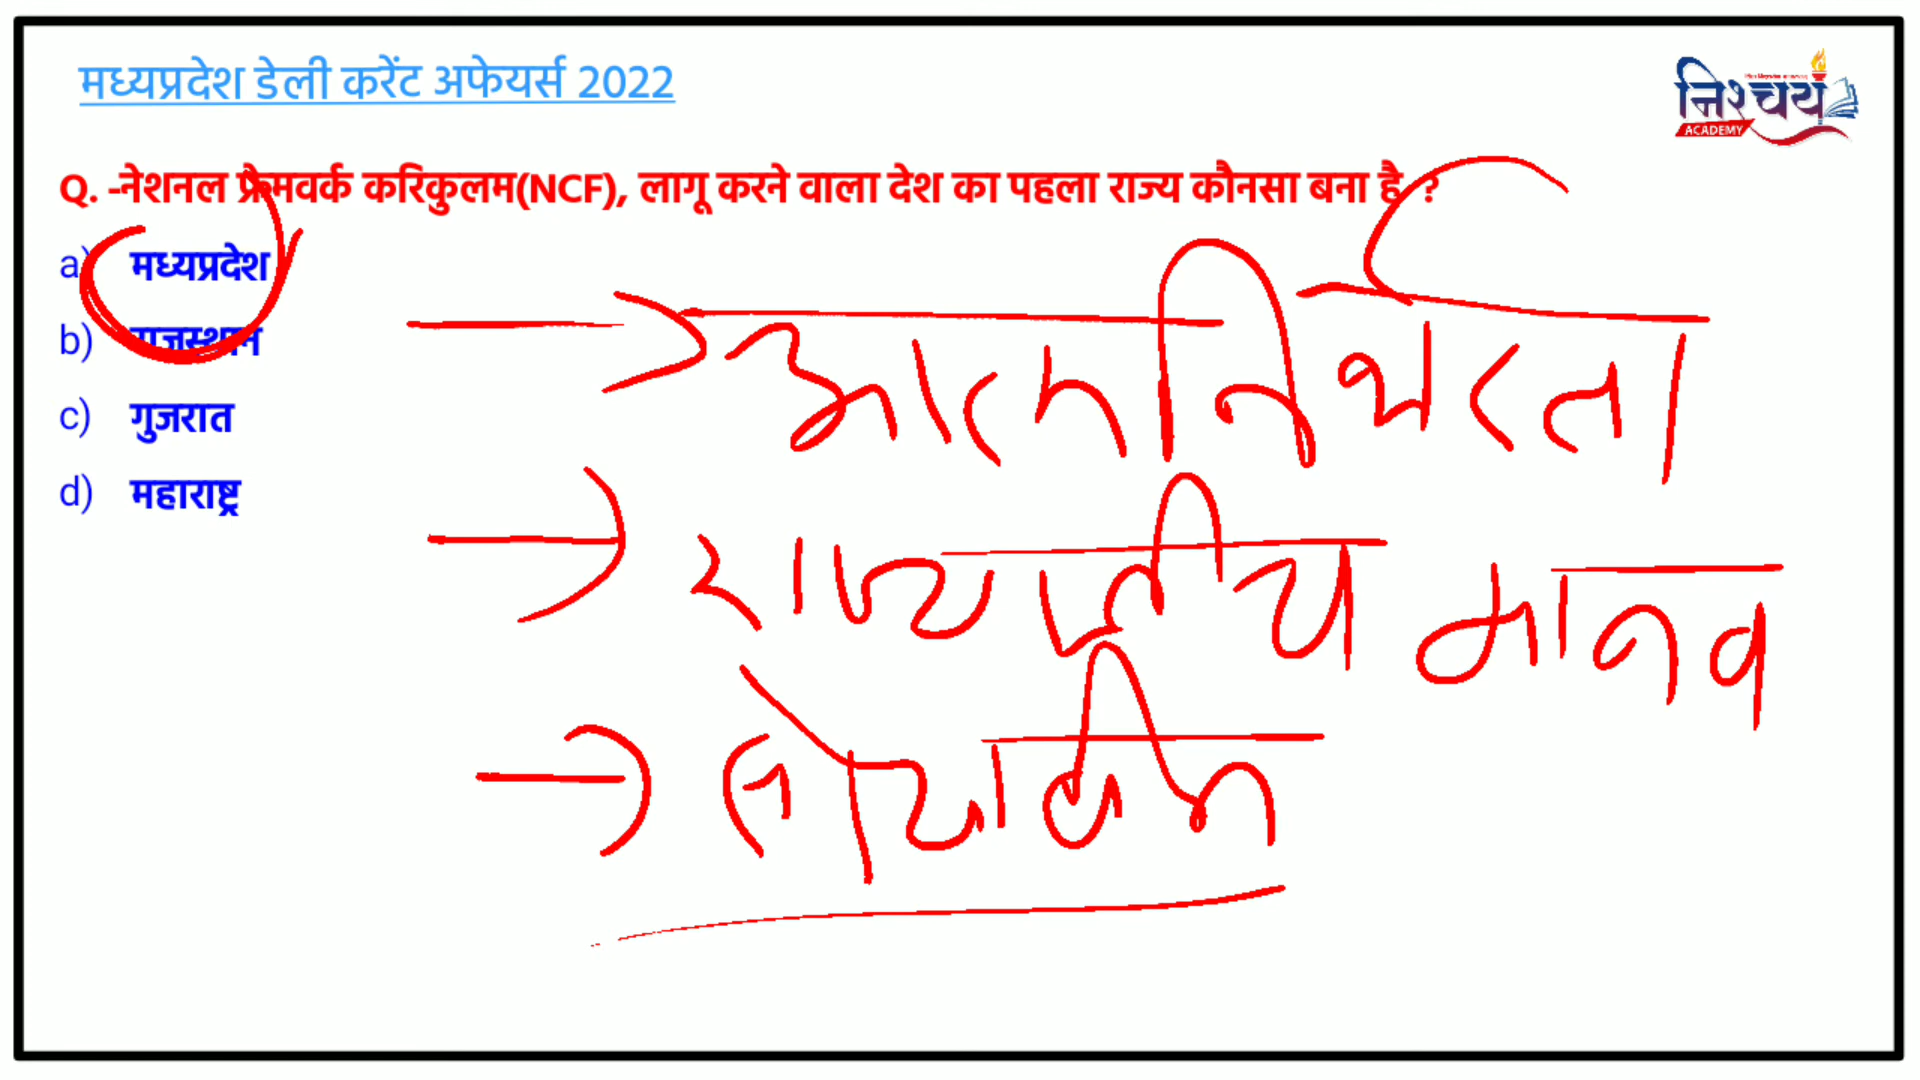 मध्यप्रदेश डेली करेंट अफेयर्स 2022
निश्चय
ACADEMY
Q. -नेशनल फ्रेमवर्क करिकुलम(NCF), लागू करने वाला देश का पहला राज्य कौनसा बना है ?
a) मध्यप्रदेश
b) राजस्थान
c) गुजरात
d) महाराष्ट्र
आत्मनिर्भरता
मानव